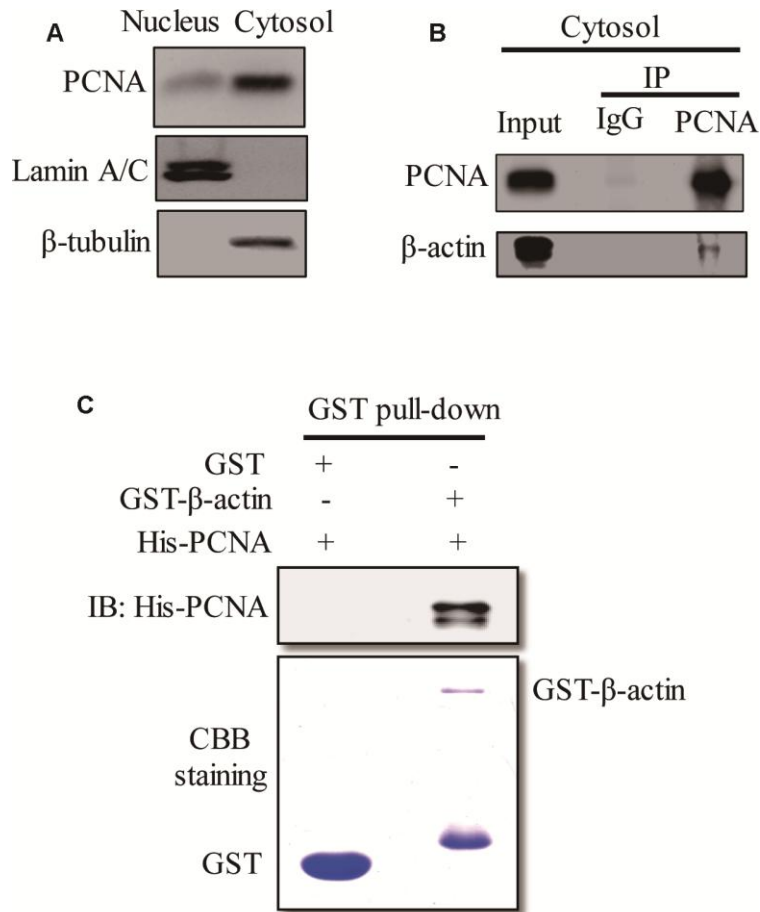 A
Nucleus Cytosol
PCNA
Lamin A/C
β-tubulin
B
Cytosol
IP
Input IgG PCNA
PCNA
β-actin
C
GST pull-down
GST + -
GST-β-actin - +
His-PCNA + +
IB: His-PCNA
GST-β-actin
CBB
staining
GST